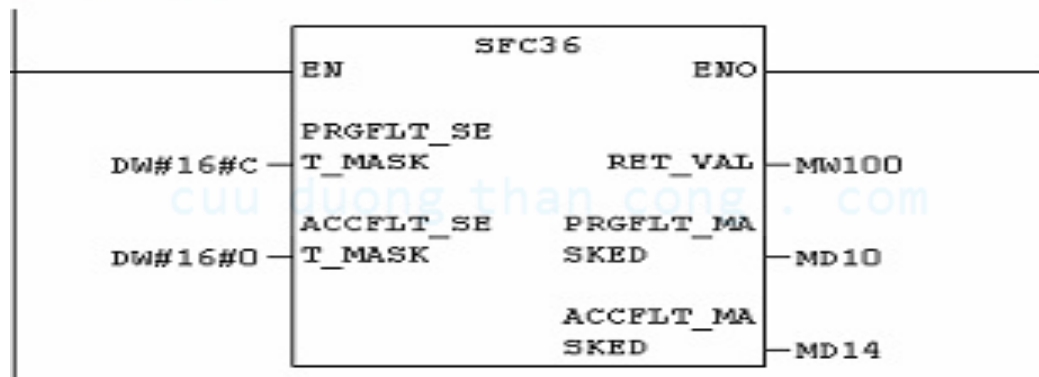 SFC36
EN ENO
PRGFLT_SE
DW#16#C T_MASK RET_VAL MW100
cuu duong than cong . com
ACCFLT_SE PRGFLT_MA
DW#16#0 T_MASK SKED MD10
ACCFLT_MA
SKED MD14